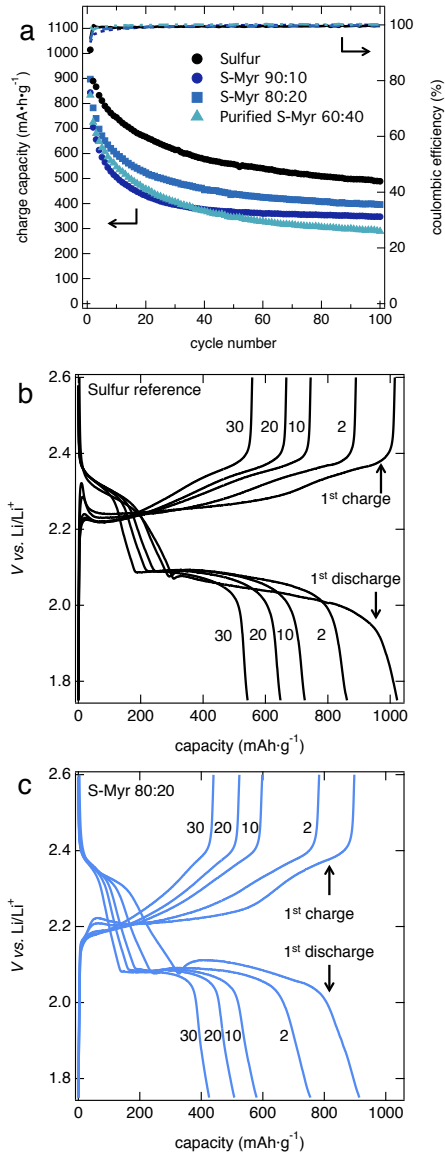 a
1100
1000
900
800
700
600
500
400
300
200
100
0
charge capacity (mA•h•g-1)
100
80
60
40
20
0
coulombic efficiency (%)
Sulfur
S-Myr 90:10
S-Myr 80:20
Purified S-Myr 60:40
0 20 40 60 80 100
cycle number
b
Sulfur reference
2.6
2.4
2.2
2.0
1.8
V vs. Li/Li+
30 20 10 2
1st charge
1st discharge
30 20 10 2
0 200 400 600 800 1000
capacity (mAh·g-1)
c
S-Myr 80:20
2.6
2.4
2.2
2.0
1.8
V vs. Li/Li+
30 20 10 2
1st charge
1st discharge
30 20 10 2
0 200 400 600 800 1000
capacity (mAh·g-1)